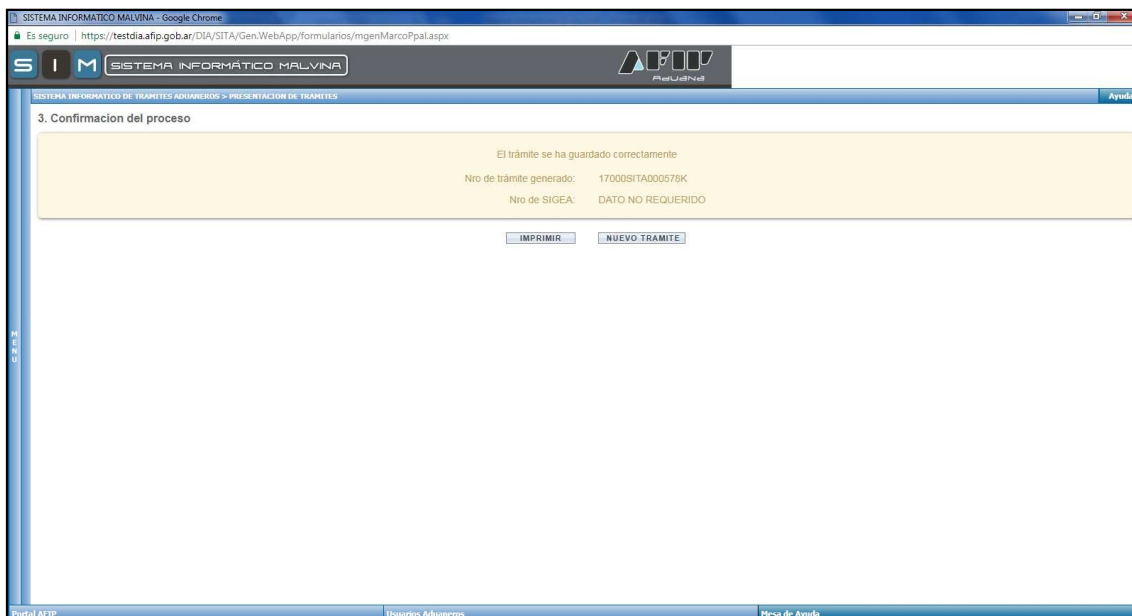 SISTEMA INFORMATICO MALVINA - Google Chrome
Es seguro | https://testdia.afip.gob.ar/DIA/SITA/Gen.WebApp/formularios/mgenMarcoPpal.aspx
SIM SISTEMA INFORMÁTICO MALVINA AFIP
ADUANA
SISTEMA INFORMATICO DE TRAMITES ADUANEROS > PRESENTACION DE TRAMITES Ayuda
3. Confirmacion del proceso
El trámite se ha guardado correctamente
Nro de trámite generado: 17000SITA000578K
Nro de SIGEA: DATO NO REQUERIDO
IMPRIMIR NUEVO TRAMITE
MENU
Portal AFIP Usuarios Aduaneros Mesa de Ayuda